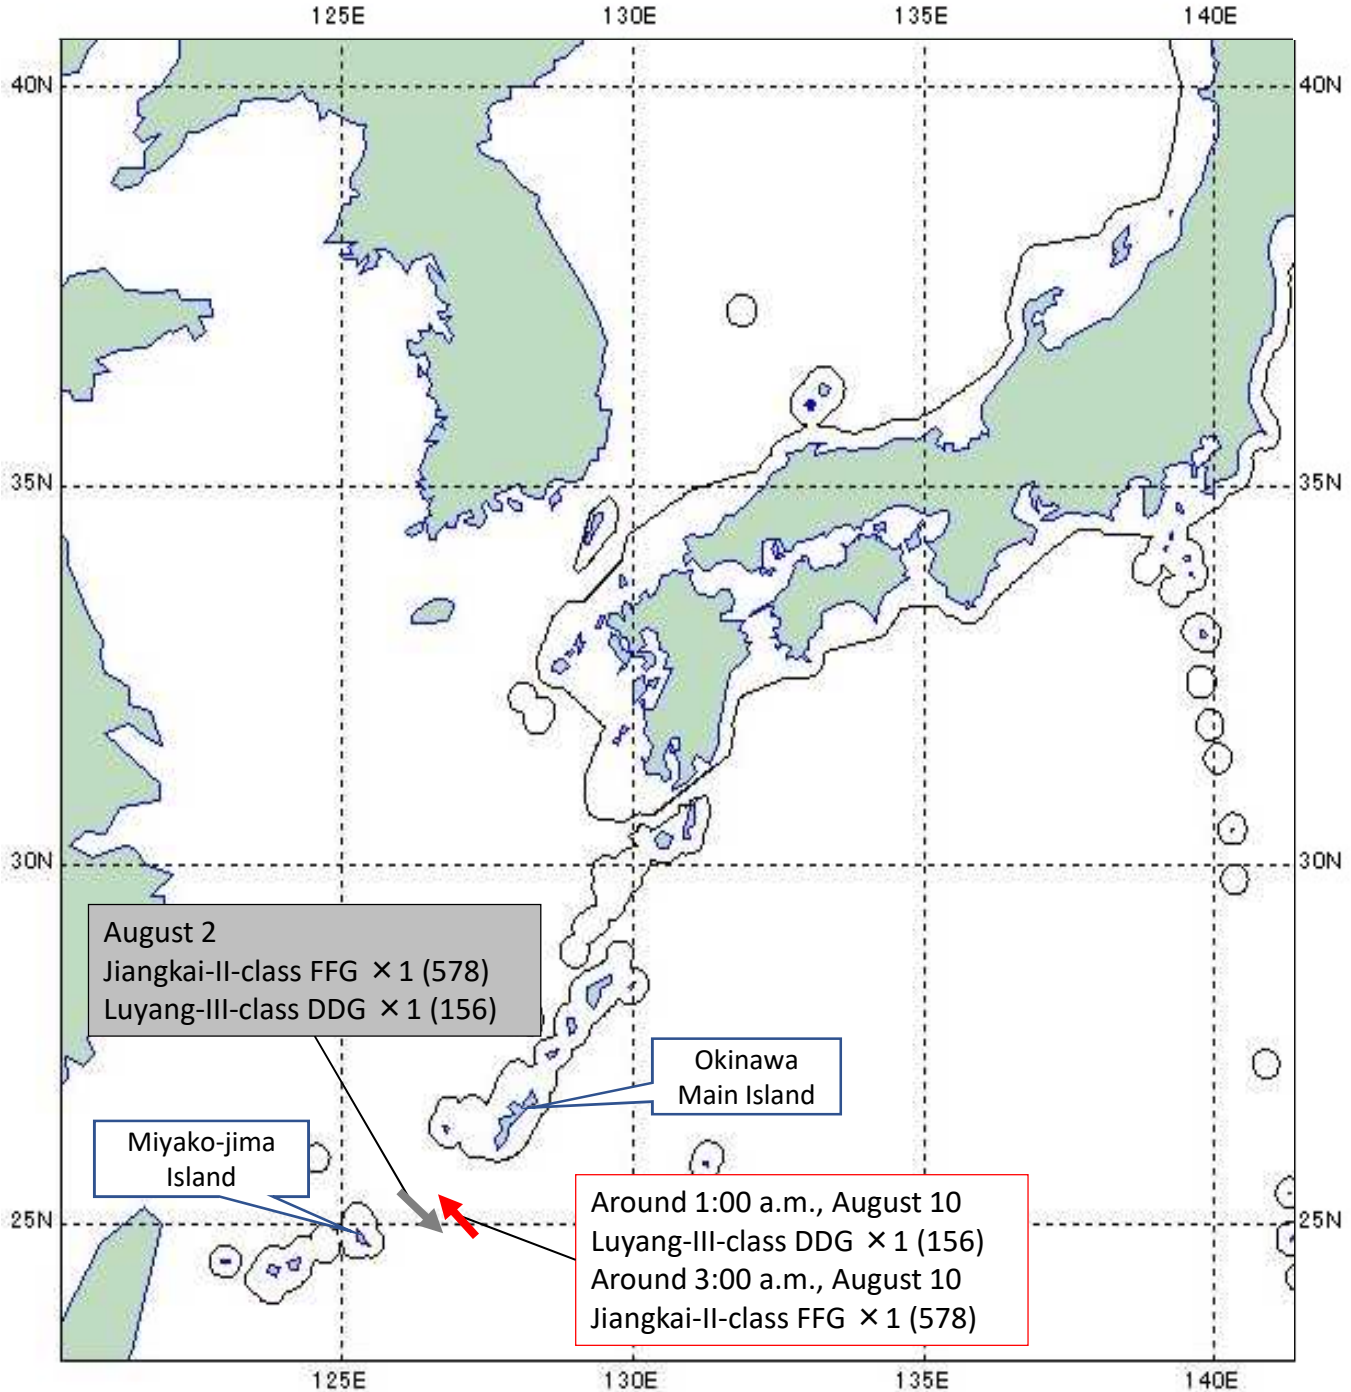 125E 130E 135E 140E
40N 40N
35N 35N
30N 30N
August 2
Jiangkai-II-class FFG ×1 (578)
Luyang-III-class DDG ×1 (156)
Okinawa
Main Island
Miyako-jima
Island
25N 25N
Around 1:00 a.m., August 10
Luyang-III-class DDG ×1 (156)
Around 3:00 a.m., August 10
Jiangkai-II-class FFG ×1 (578)
125E 130E 135E 140E